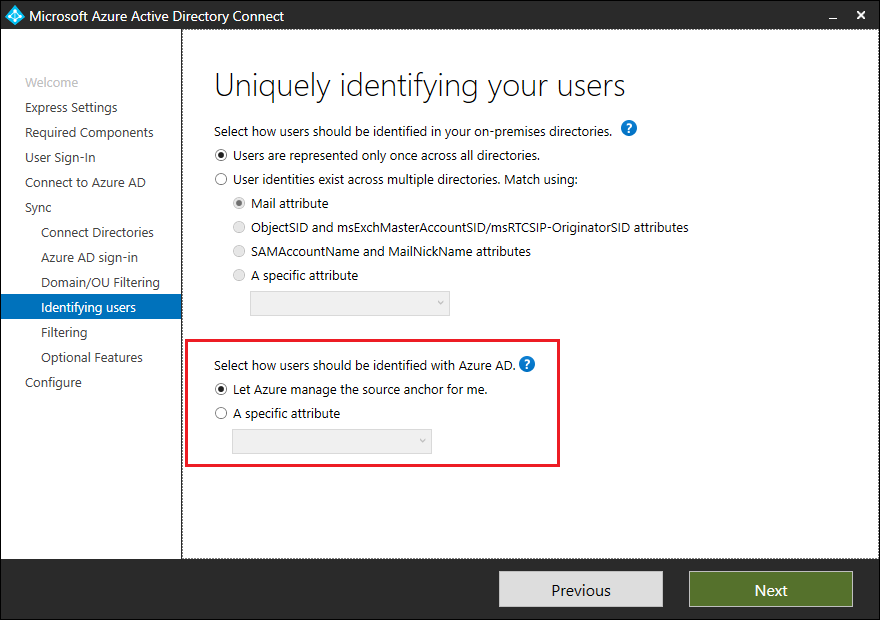 Microsoft Azure Active Directory Connect
Welcome
Express Settings
Required Components
User Sign-In
Connect to Azure AD
Sync
Connect Directories
Azure AD sign-in
Domain/OU Filtering
Identifying users
Filtering
Optional Features
Configure
Uniquely identifying your users
Select how users should be identified in your on-premises directories. ?
Users are represented only once across all directories.
User identities exist across multiple directories. Match using:
Mail attribute
ObjectSID and msExchMasterAccountSID/msRTCSIP-OriginatorSID attributes
SAMAccountName and MailNickName attributes
A specific attribute
Select how users should be identified with Azure AD. ?
Let Azure manage the source anchor for me.
A specific attribute
Previous
Next